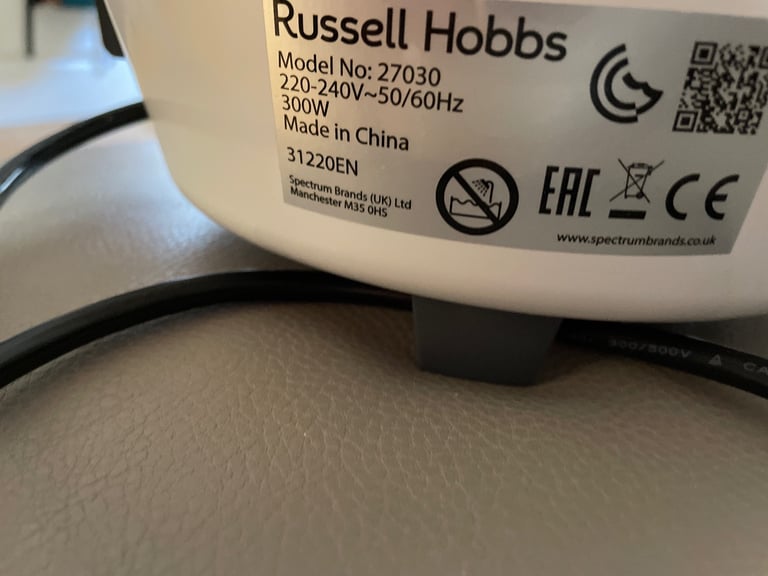 Russell Hobbs
Model No: 27030
220-240V~50/60Hz
300W
Made in China
31220EN
Spectrum Brands (UK) Ltd
Manchester M35 0HS
EAC
CE
www.spectrumbrands.co.uk
300/500V
CA